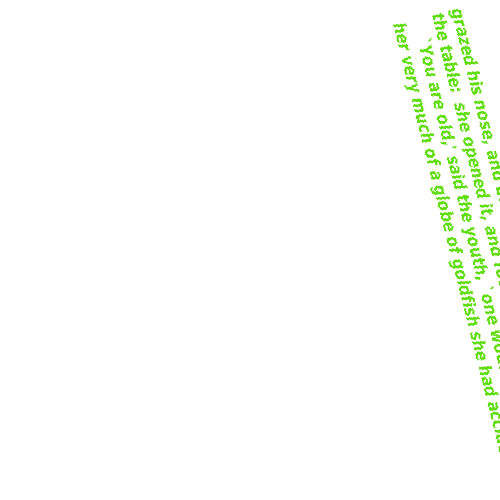 grazed his nose, and
the table: she opened it, and
`You are old,' said the youth, `one
her very much of a globe of goldfish she had